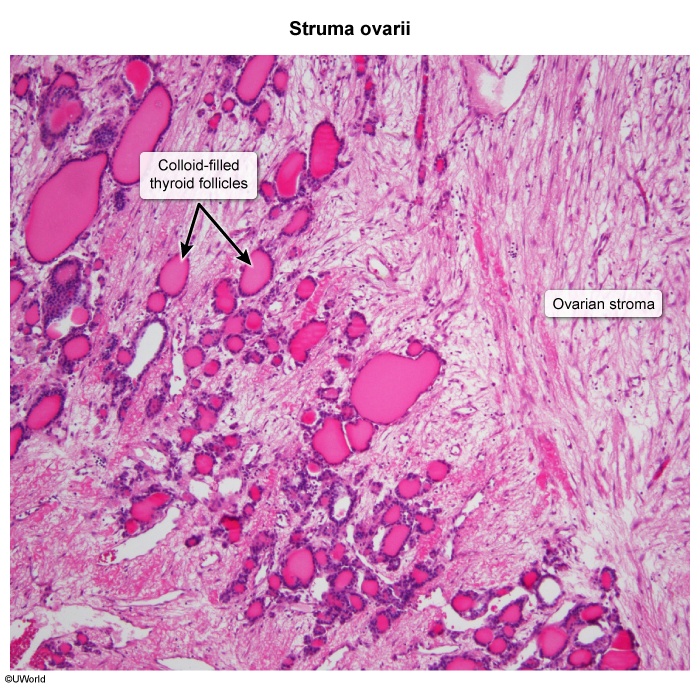 Struma ovarii
Colloid-filled
thyroid follicles
Ovarian stroma
©UWorld